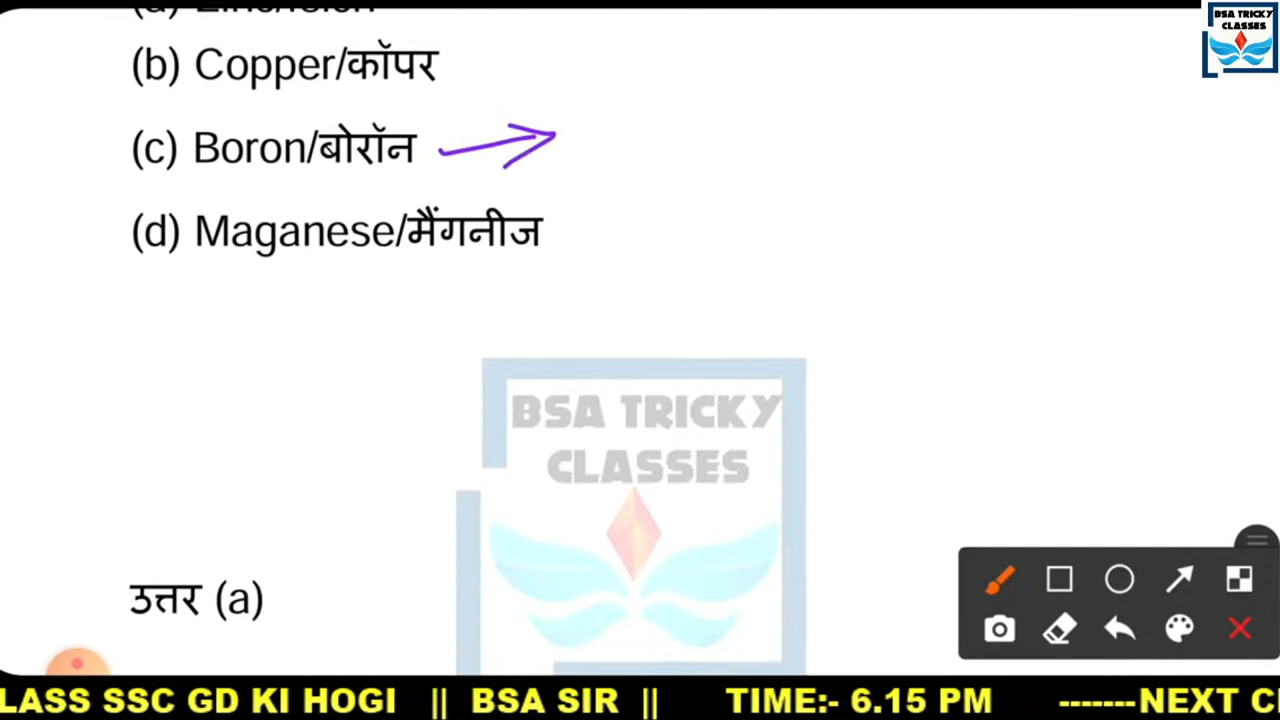 BSA TRICKY
CLASSES
(b) Copper/कॉपर
(c) Boron/बोरॉन
(d) Maganese/मैंगनीज
BSA TRICKY
CLASSES
उत्तर (a)
LASS SSC GD KI HOGI || BSA SIR || TIME:- 6.15 PM -------NEXT C